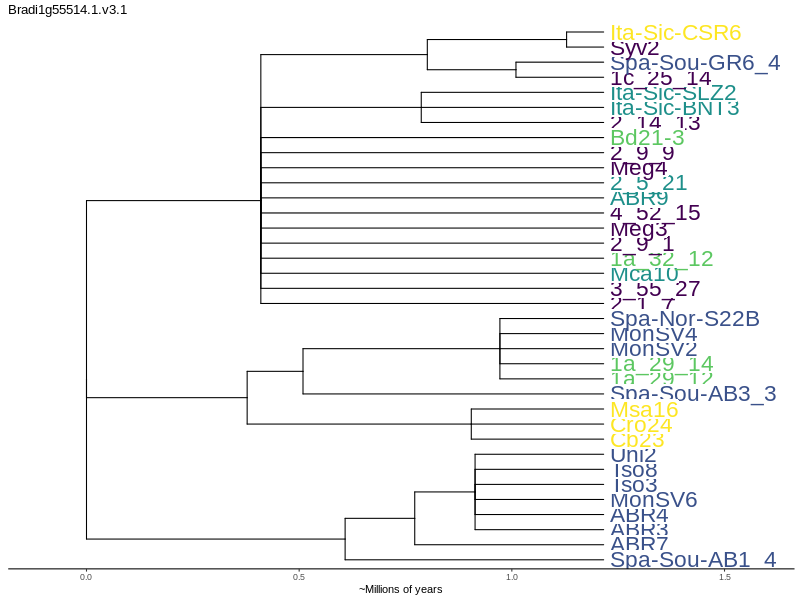 Bradi1g55514.1.v3.1
Ita-Sic-CSR6
Syv2
Spa-Sou-GR6_4
1c_25_14
Ita-Sic-SLZ2
Ita-Sic-BNT3
2_14_13
Bd21-3
2_9_9
Meg4
2_5_21
ABR9
4_52_15
Meg3
2_9_1
1a_32_12
Mca10
3_55_27
2_1_7
Spa-Nor-S22B
MonSV4
MonSV2
1a_29_14
1a_29_12
Spa-Sou-AB3_3
Msa16
Cro24
Cb23
Uni2
Tso8
Tso3
MonSV6
ABR4
ABR3
ABR7
Spa-Sou-AB1_4
0.0 0.5 1.0 1.5
~Millions of years